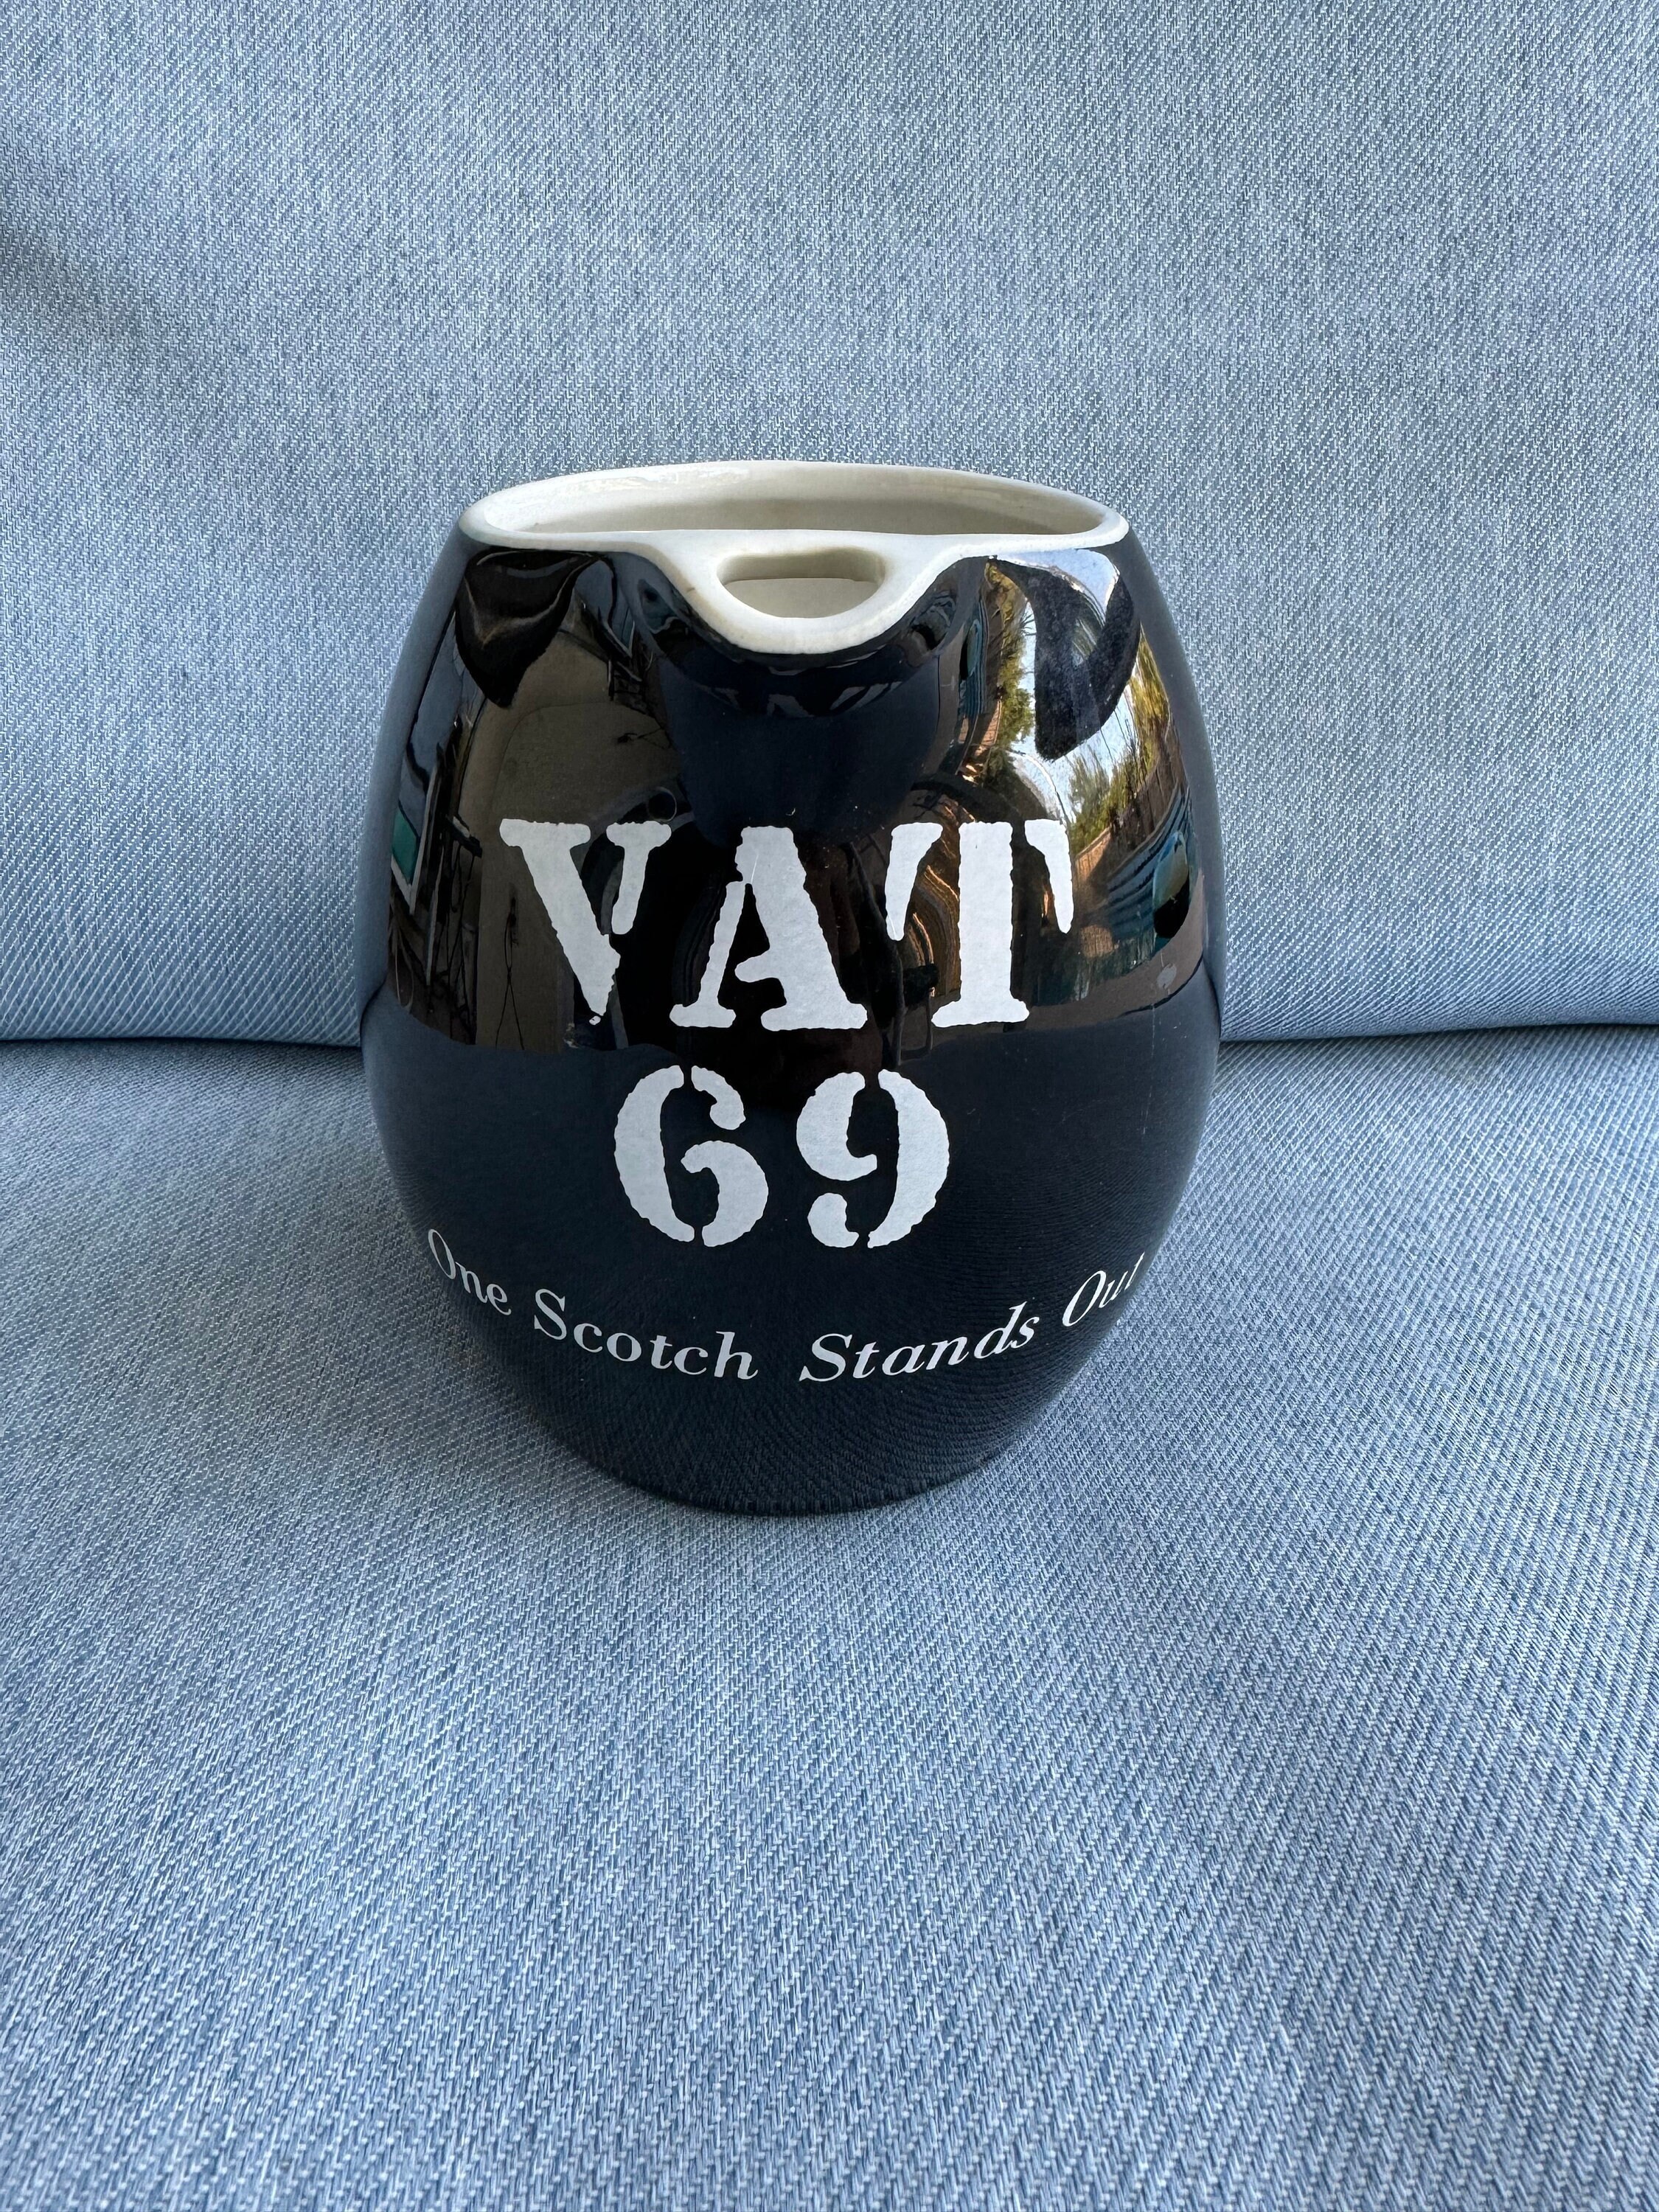 VAT
69
One Scotch Stands Out